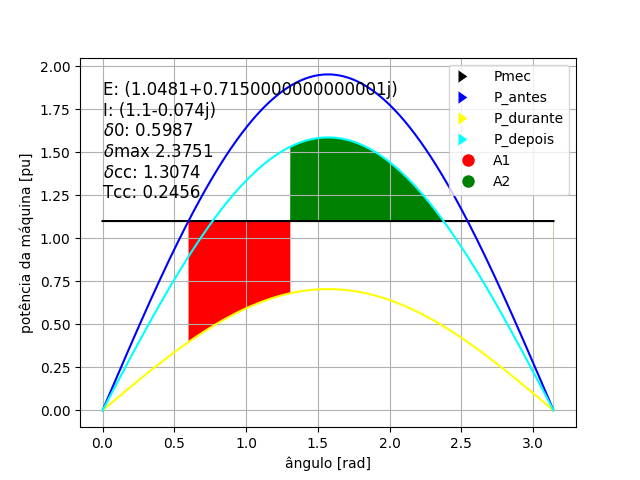 2.00
1.75
1.50
1.25
1.00
0.75
0.50
0.25
0.00
potência da máquina [pu]
E: (1.0481+0.7150000000000001j)
I: (1.1-0.074j)
δ0: 0.5987
δmax 2.3751
δcc: 1.3074
Tcc: 0.2456
Pmec
P_antes
P_durante
P_depois
A1
A2
0.0 0.5 1.0 1.5 2.0 2.5 3.0
ângulo [rad]